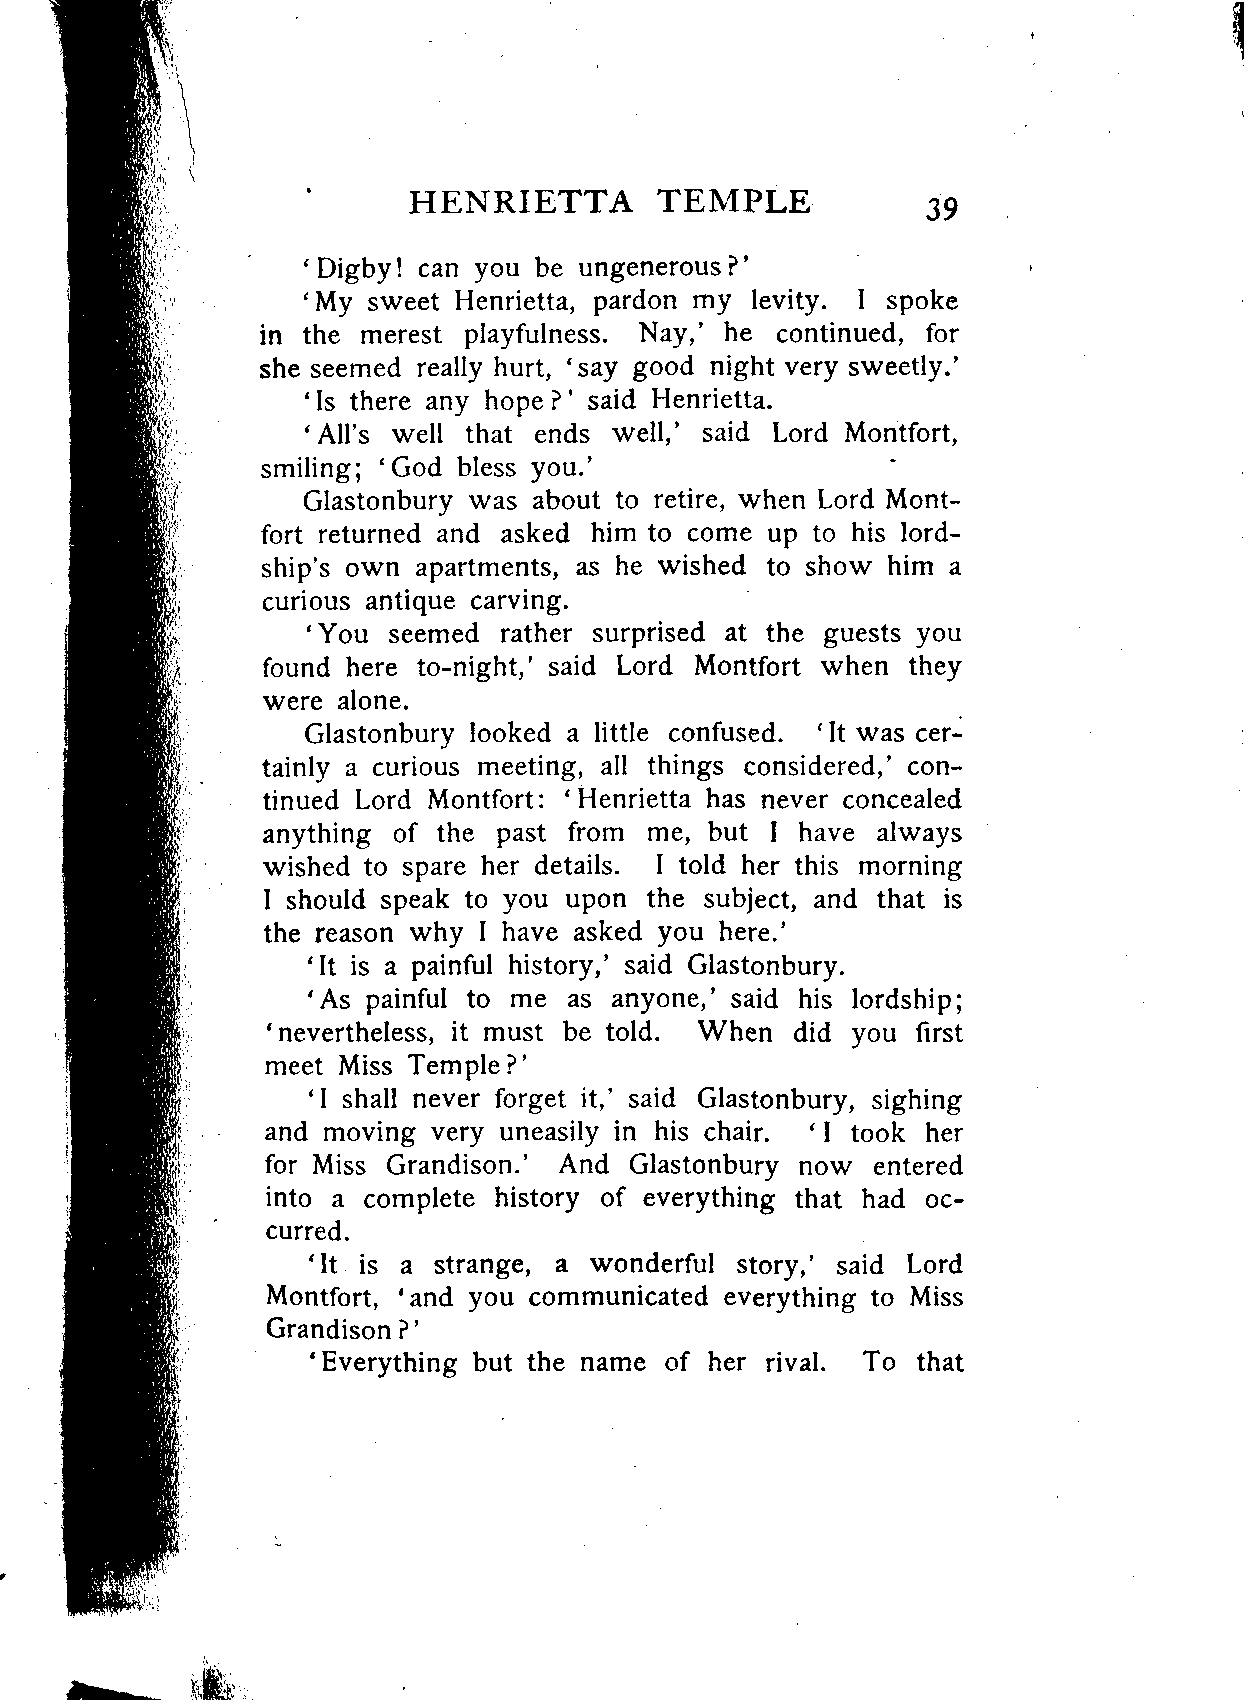 HENRIETTA TEMPLE 39
‘Digby! can you be ungenerous?’
‘My sweet Henrietta, pardon my levity. I spoke
in the merest playfulness. Nay,’ he continued, for
she seemed really hurt, ‘say good night very sweetly.’
‘Is there any hope?’ said Henrietta.
‘All's well that ends well,’ said Lord Montfort,
smiling; ‘God bless you.’
Glastonbury was about to retire, when Lord Mont-
fort returned and asked him to come up to his lord-
ship's own apartments, as he wished to show him a
curious antique carving.
‘You seemed rather surprised at the guests you
found here to-night,’ said Lord Montfort when they
were alone.
Glastonbury looked a little confused. ‘It was cer-
tainly a curious meeting, all things considered,’ con-
tinued Lord Montfort: ‘Henrietta has never concealed
anything of the past from me, but I have always
wished to spare her details. I told her this morning
I should speak to you upon the subject, and that is
the reason why I have asked you here.’
‘It is a painful history,’ said Glastonbury.
‘As painful to me as anyone,’ said his lordship;
‘nevertheless, it must be told. When did you first
meet Miss Temple?’
‘I shall never forget it,’ said Glastonbury, sighing
and moving very uneasily in his chair. ‘I took her
for Miss Grandison.’ And Glastonbury now entered
into a complete history of everything that had oc-
curred.
‘It is a strange, a wonderful story,’ said Lord
Montfort, ‘and you communicated everything to Miss
Grandison?’
‘Everything but the name of her rival. To that